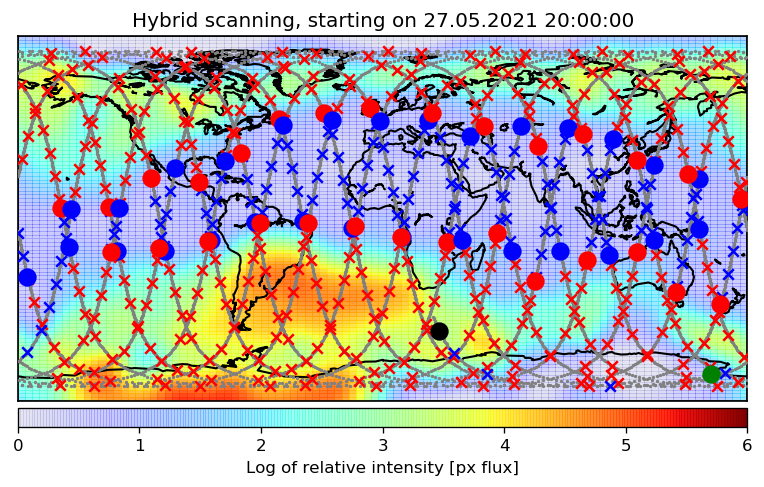 Hybrid scanning, starting on 27.05.2021 20:00:00
0 1 2 3 4 5 6
Log of relative intensity [px flux]